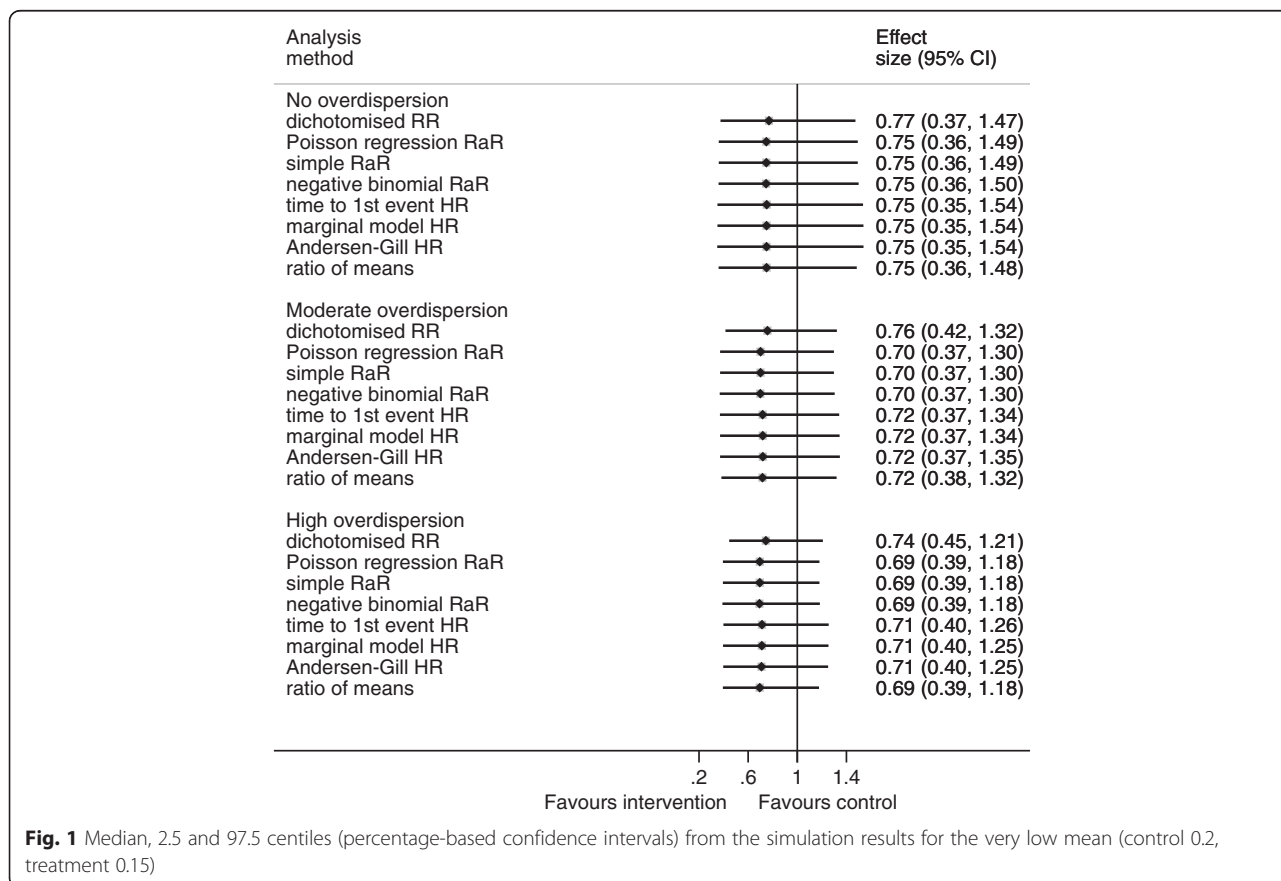 Analysis method
Effect size (95% CI)
No overdispersion
dichotomised RR 0.77 (0.37, 1.47)
Poisson regression RaR 0.75 (0.36, 1.49)
simple RaR 0.75 (0.36, 1.49)
negative binomial RaR 0.75 (0.36, 1.50)
time to 1st event HR 0.75 (0.35, 1.54)
marginal model HR 0.75 (0.35, 1.54)
Andersen-Gill HR 0.75 (0.35, 1.54)
ratio of means 0.75 (0.36, 1.48)
Moderate overdispersion
dichotomised RR 0.76 (0.42, 1.32)
Poisson regression RaR 0.70 (0.37, 1.30)
simple RaR 0.70 (0.37, 1.30)
negative binomial RaR 0.70 (0.37, 1.30)
time to 1st event HR 0.72 (0.37, 1.34)
marginal model HR 0.72 (0.37, 1.34)
Andersen-Gill HR 0.72 (0.37, 1.35)
ratio of means 0.72 (0.38, 1.32)
High overdispersion
dichotomised RR 0.74 (0.45, 1.21)
Poisson regression RaR 0.69 (0.39, 1.18)
simple RaR 0.69 (0.39, 1.18)
negative binomial RaR 0.69 (0.39, 1.18)
time to 1st event HR 0.71 (0.40, 1.26)
marginal model HR 0.71 (0.40, 1.25)
Andersen-Gill HR 0.71 (0.40, 1.25)
ratio of means 0.69 (0.39, 1.18)
.2 .6 1 1.4
Favours intervention Favours control
Fig. 1 Median, 2.5 and 97.5 centiles (percentage-based confidence intervals) from the simulation results for the very low mean (control 0.2,
treatment 0.15)